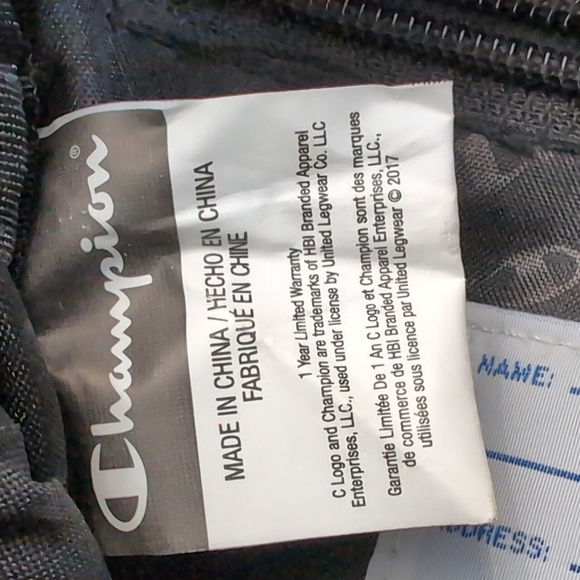 Champion®
MADE IN CHINA / HECHO EN CHINA
FABRIQUÉ EN CHINE
1 Year Limited Warranty
C Logo and Champion are trademarks of HBI Branded Apparel
Enterprises, LLC., used under license by United Legwear Co. LLC
Garantie Limitée De 1 An C Logo et Champion sont des marques
de commerce de HBI Branded Apparel Enterprises, LLC.,
utilisées sous licence par United Legwear © 2017
NAME:
DDRESS: